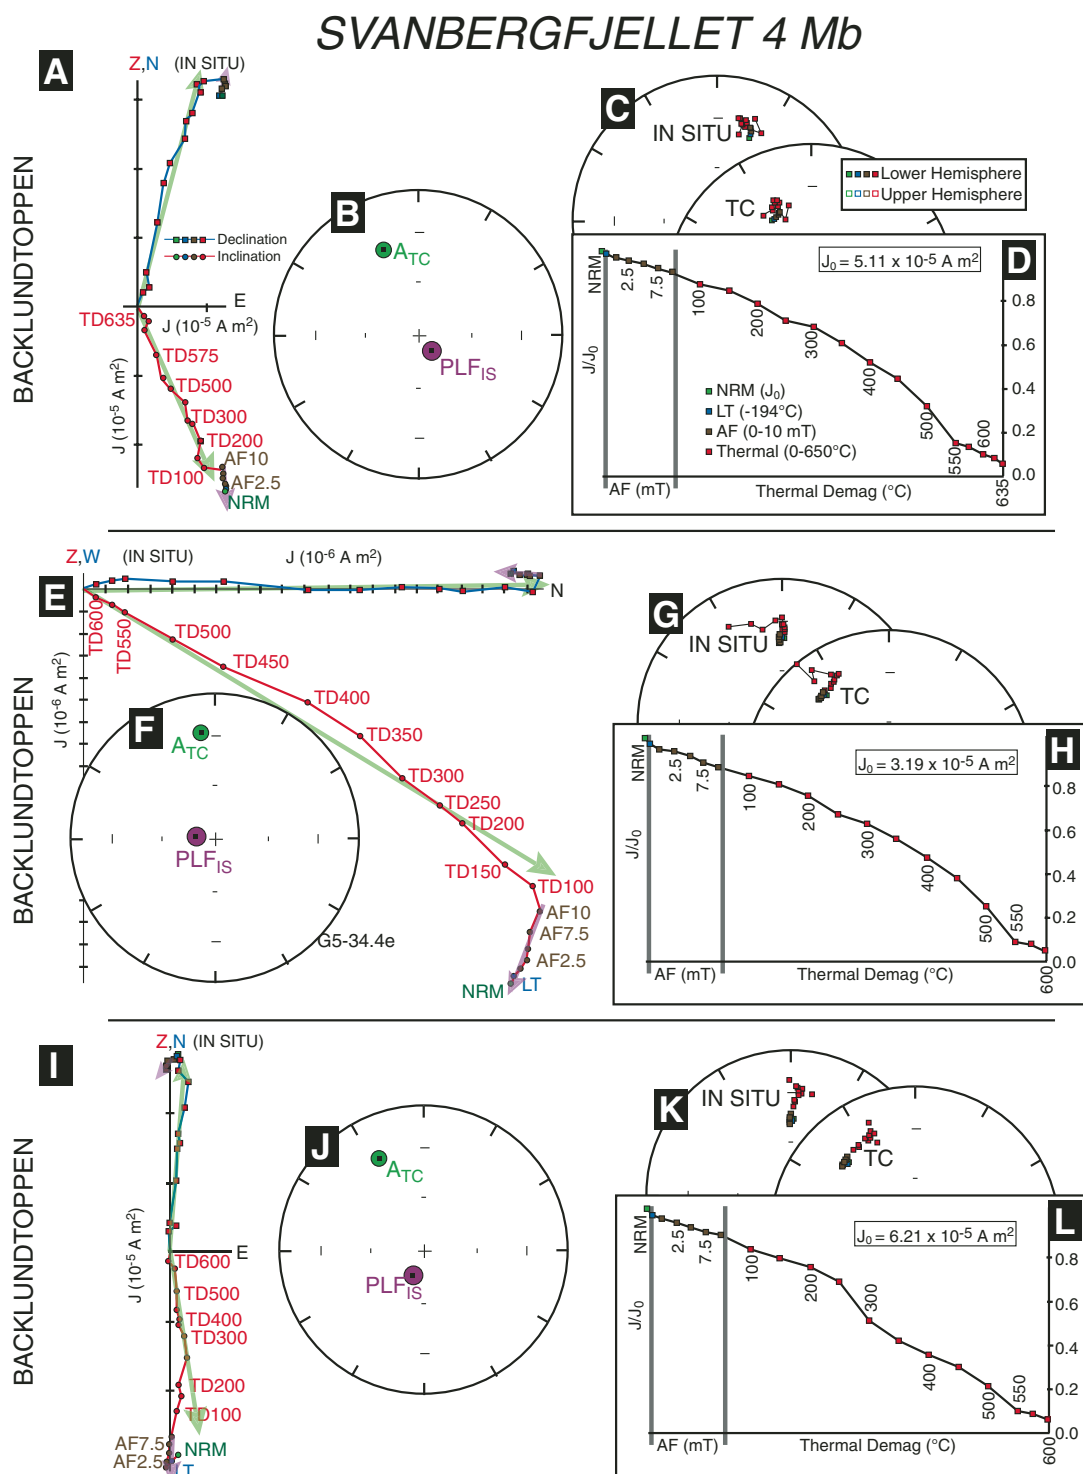 SVANBERGFJELLET 4 Mb
A
Z,N (IN SITU)
BACKLUNDTOPPEN
Declination
Inclination
E
J (10-5 A m2)
J (10-5 A m2)
TD635
TD575
TD500
TD300
TD200
TD100
AF10
AF2.5
NRM
B
ATC
PLFIS
C
IN SITU
TC
Lower Hemisphere
Upper Hemisphere
D
J0 = 5.11 x 10-5 A m2
NRM
2.5
7.5
100
200
300
400
500
550
600
635
J/J0
0.8
0.6
0.4
0.2
0.0
NRM (J0)
LT (-194°C)
AF (0-10 mT)
Thermal (0-650°C)
AF (mT)
Thermal Demag (°C)
E
Z,W (IN SITU)
J (10-6 A m2)
N
BACKLUNDTOPPEN
J (10-6 A m2)
TD600
TD550
TD500
TD450
TD400
TD350
TD300
TD250
TD200
TD150
TD100
AF10
AF7.5
AF2.5
LT
NRM
F
ATC
PLFIS
G5-34.4e
G
IN SITU
TC
H
J0 = 3.19 x 10-5 A m2
NRM
2.5
7.5
100
200
300
400
500
550
600
J/J0
0.8
0.6
0.4
0.2
0.0
AF (mT)
Thermal Demag (°C)
I
Z,N (IN SITU)
BACKLUNDTOPPEN
J (10-5 A m2)
E
TD600
TD500
TD400
TD300
TD200
TD100
AF7.5
AF2.5
NRM
LT
J
ATC
PLFIS
K
IN SITU
TC
L
J0 = 6.21 x 10-5 A m2
NRM
2.5
7.5
100
200
300
400
500
550
600
J/J0
0.8
0.6
0.4
0.2
0.0
AF (mT)
Thermal Demag (°C)